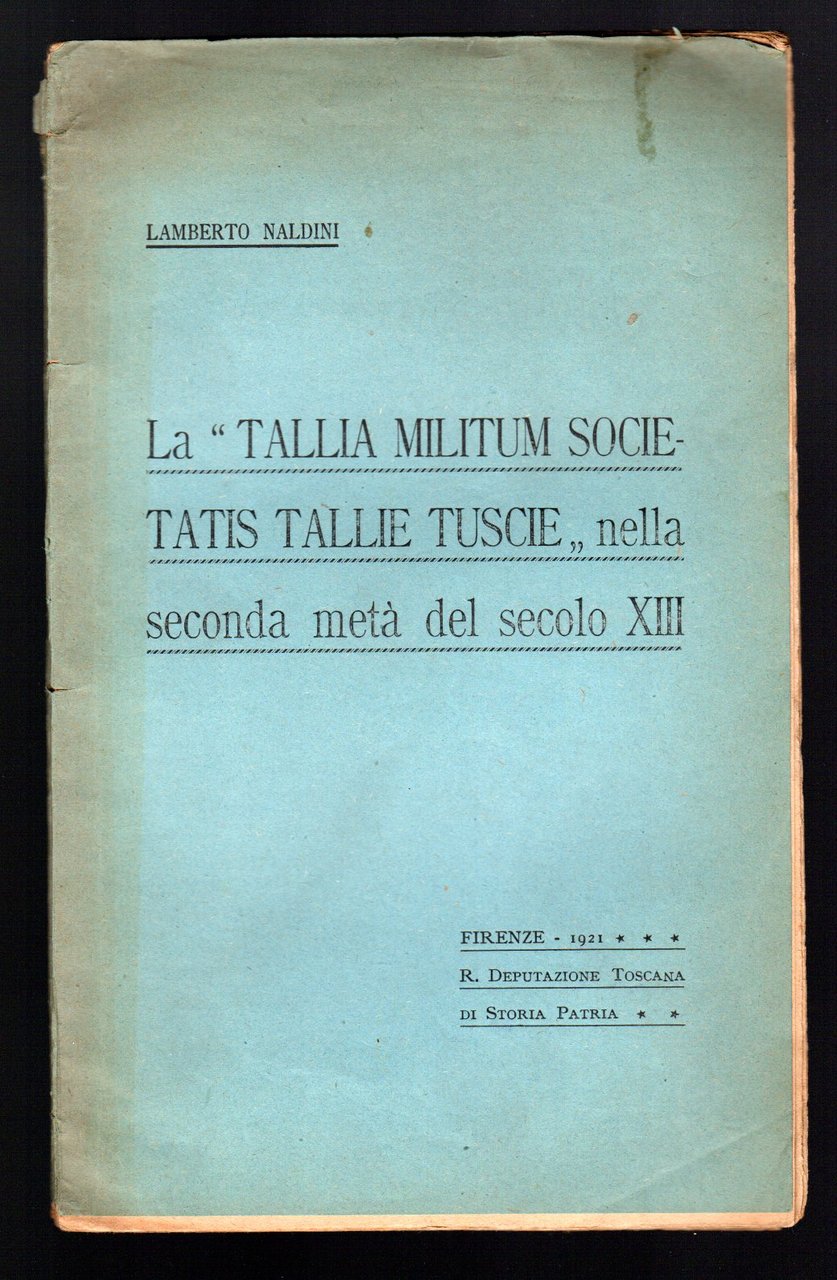 LAMBERTO NALDINI
La “ TALLIA MILITUM SOCIE-
TATIS TALLIE TUSCIE „ nella
seconda metà del secolo XIII
FIRENZE - 1921 * * *
R. DEPUTAZIONE TOSCANA
DI STORIA PATRIA * *